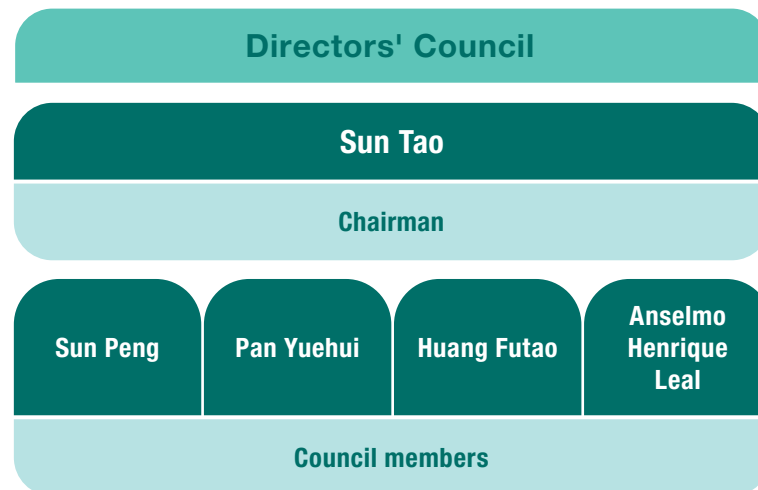 Directors' Council
Sun Tao
Chairman
Sun Peng
Pan Yuehui
Huang Futao
Anselmo
Henrique
Leal
Council members